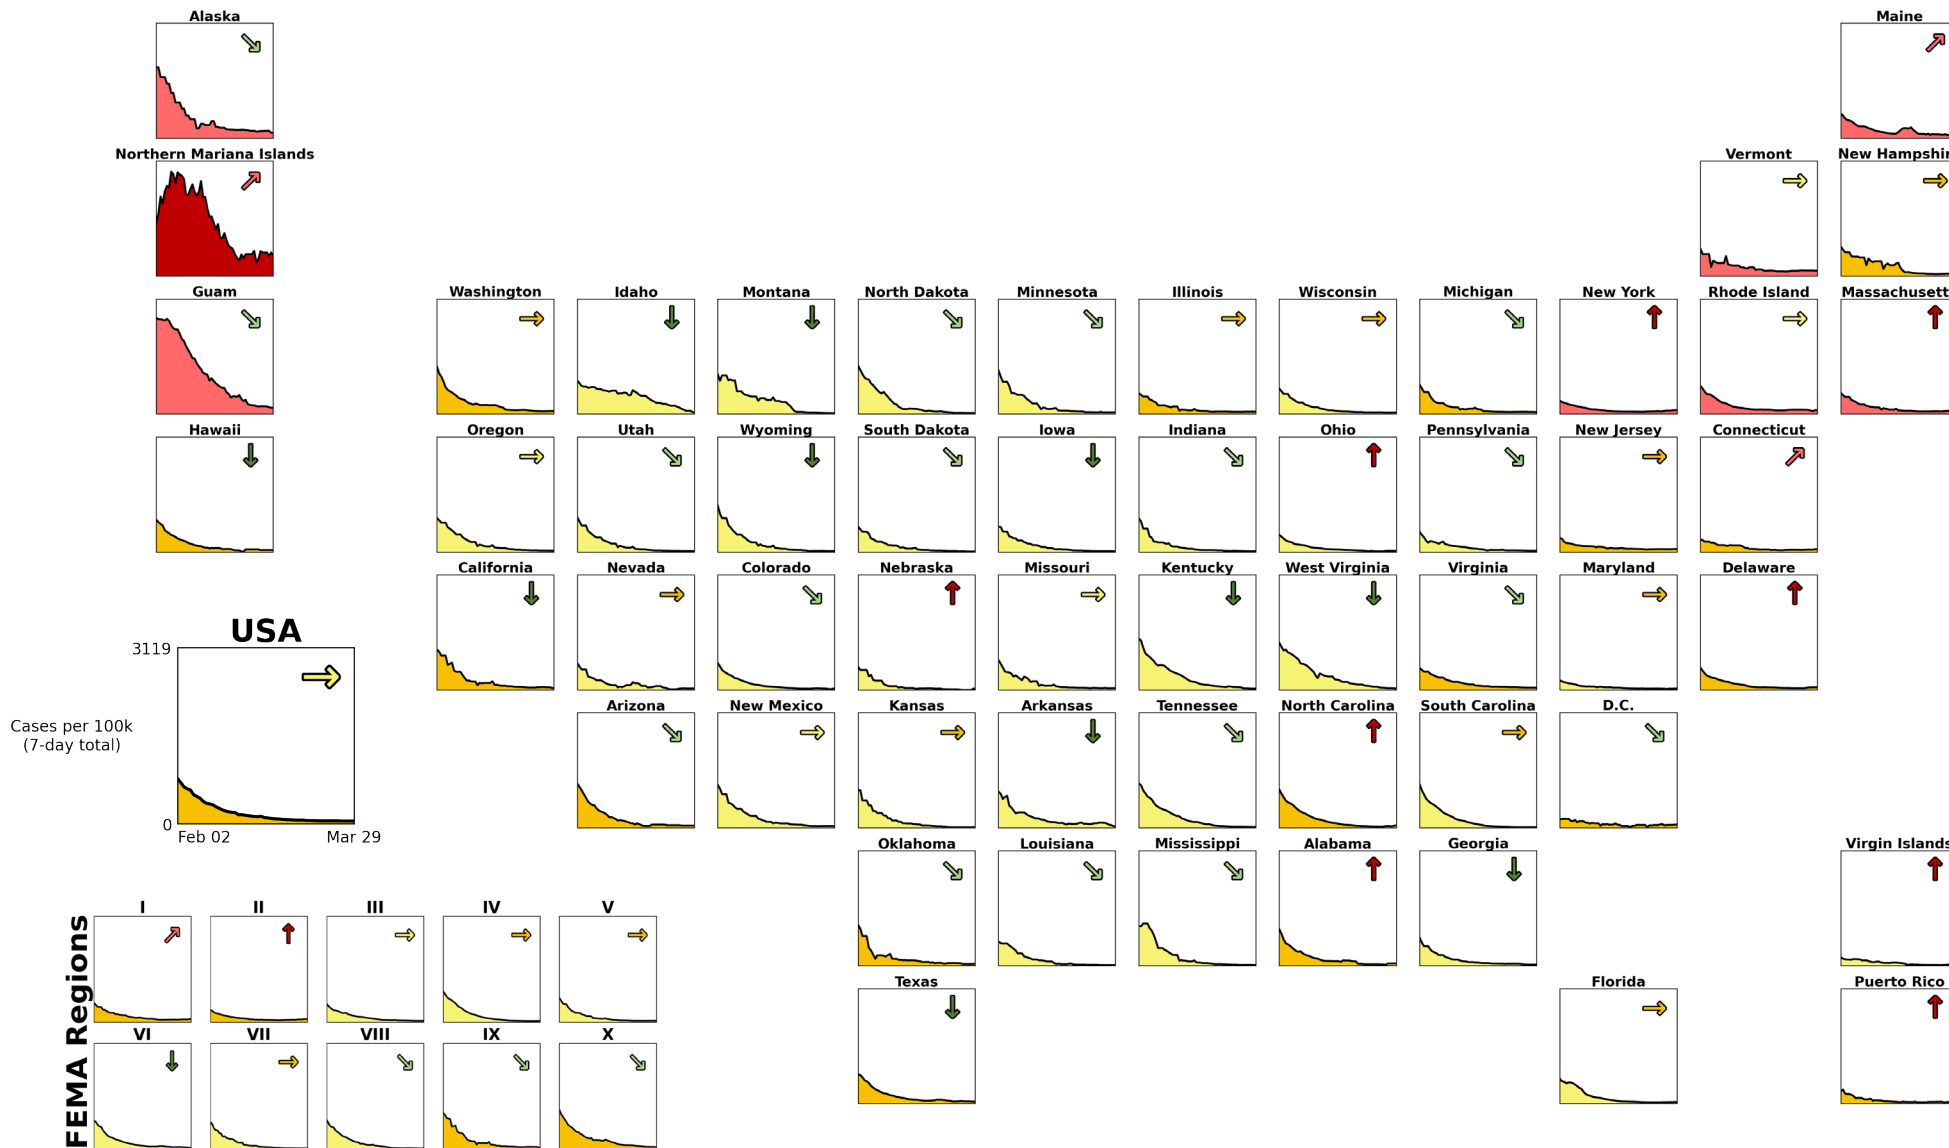 Alaska
Maine
Northern Mariana Islands
Vermont
New Hampshir
Guam
Washington
Idaho
Montana
North Dakota
Minnesota
Illinois
Wisconsin
Michigan
New York
Rhode Island
Massachusett
Hawaii
Oregon
Utah
Wyoming
South Dakota
Iowa
Indiana
Ohio
Pennsylvania
New Jersey
Connecticut
California
Nevada
Colorado
Nebraska
Missouri
Kentucky
West Virginia
Virginia
Maryland
Delaware
USA
3119
Cases per 100k
(7-day total)
0
Feb 02
Mar 29
Arizona
New Mexico
Kansas
Arkansas
Tennessee
North Carolina
South Carolina
D.C.
Oklahoma
Louisiana
Mississippi
Alabama
Georgia
Virgin Islands
Texas
Florida
Puerto Rico
FEMA Regions
I
II
III
IV
V
VI
VII
VIII
IX
X